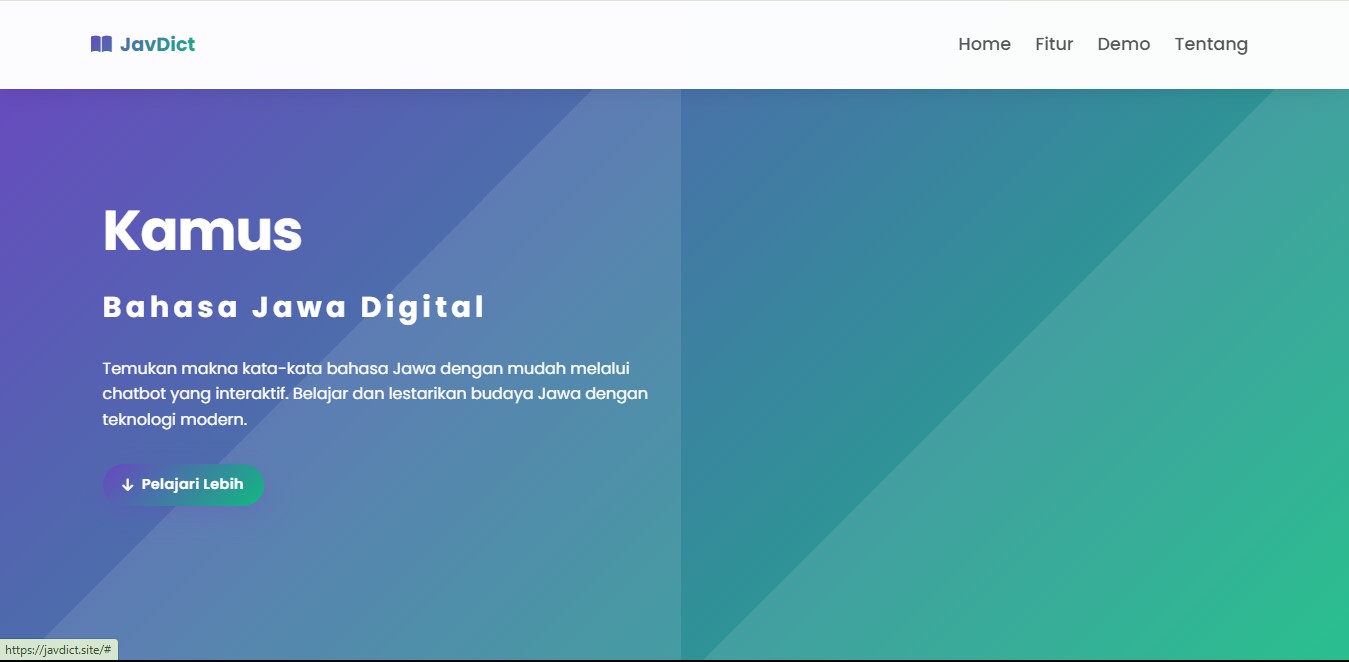 JavDict
Home Fitur Demo Tentang
Kamus
Bahasa Jawa Digital
Temukan makna kata-kata bahasa Jawa dengan mudah melalui
chatbot yang interaktif. Belajar dan lestarikan budaya Jawa dengan
teknologi modern.
Pelajari Lebih
https://javdict.site/#